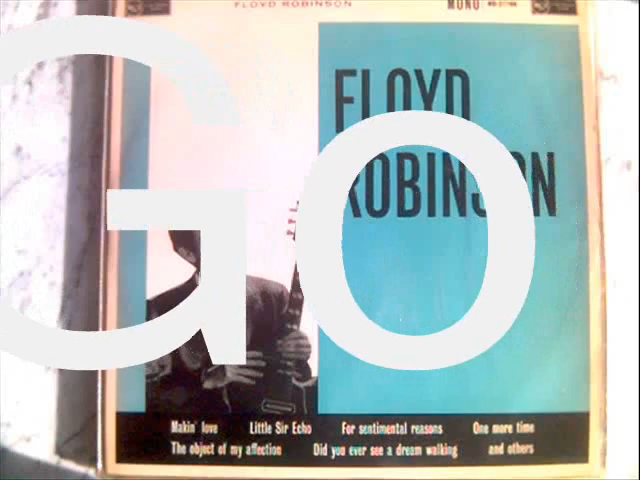 FLOYD ROBINSON
MONO
FLOYD
ROBINSON
Go
Makin' love Little Sir Echo For sentimental reasons One more time
The object of my affection Did you ever see a dream walking and others